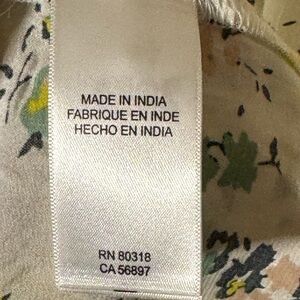 MADE IN INDIA
FABRIQUE EN INDE
HECHO EN INDIA
RN 80318
CA 56897